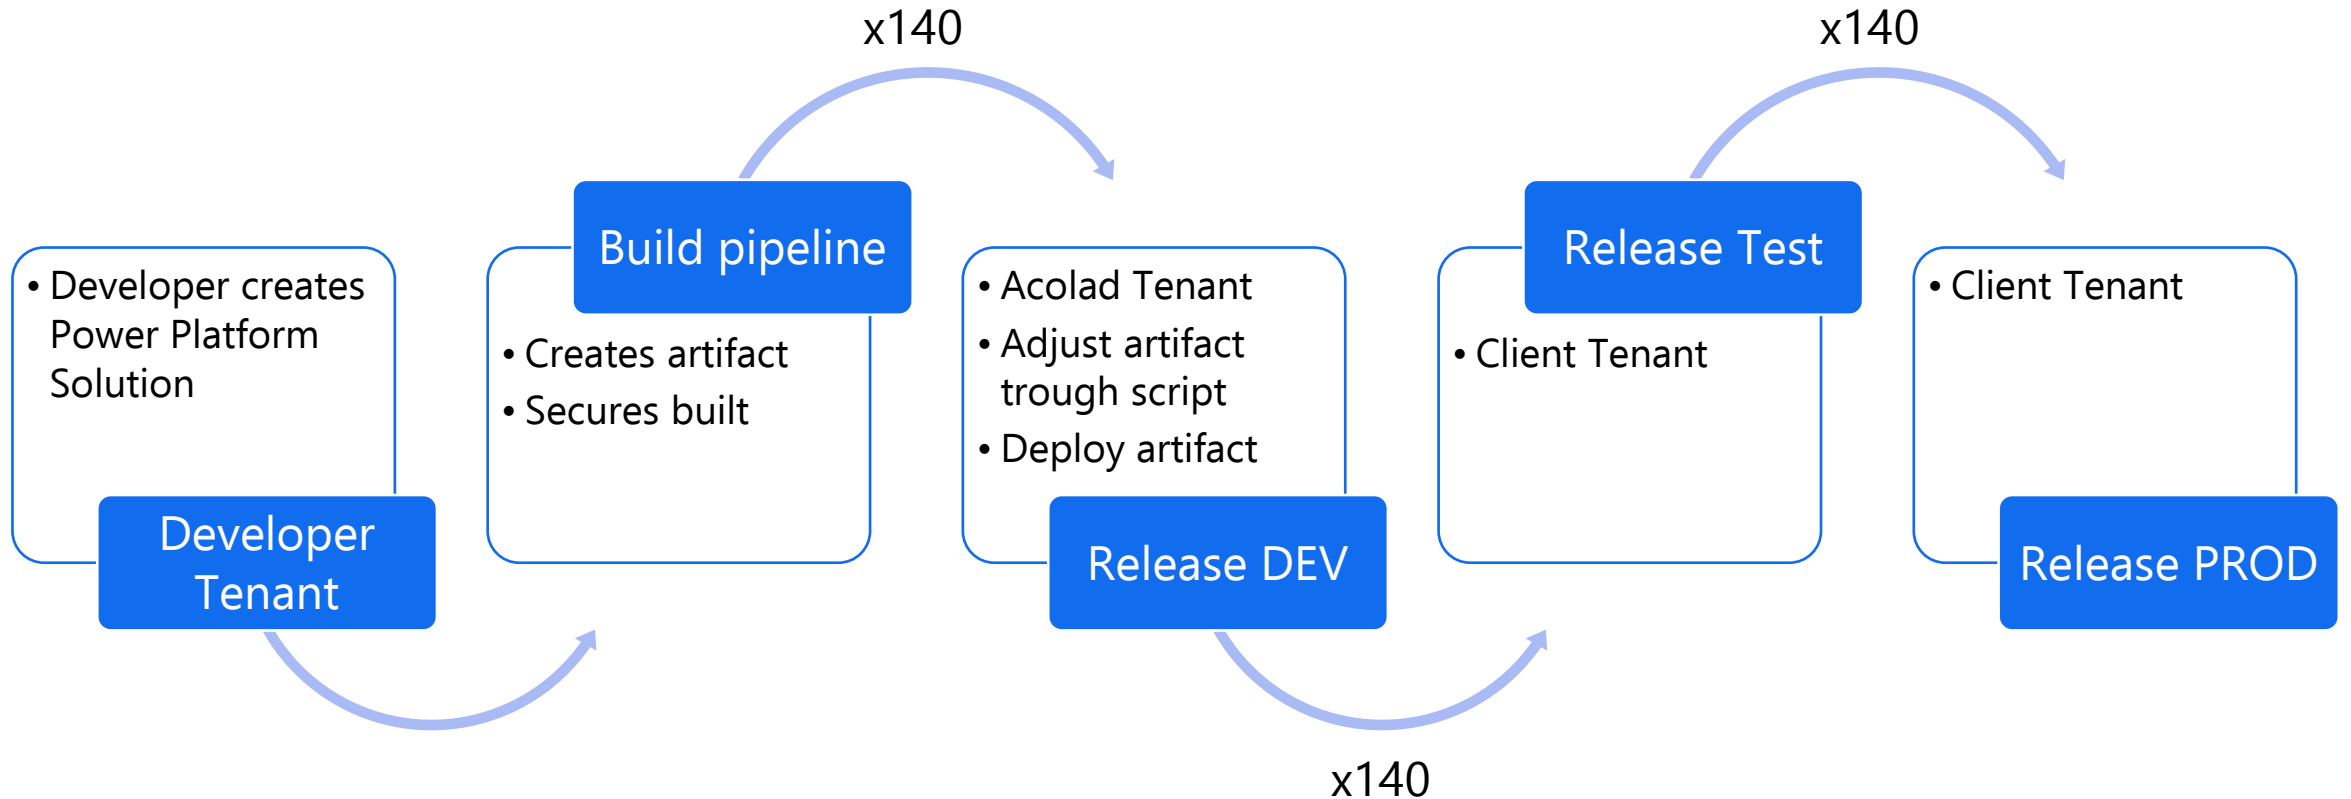 x140
x140
• Developer creates
Power Platform
Solution
Developer
Tenant
Build pipeline
• Creates artifact
• Secures built
• Acolad Tenant
• Adjust artifact
trough script
• Deploy artifact
Release DEV
x140
Release Test
• Client Tenant
• Client Tenant
Release PROD